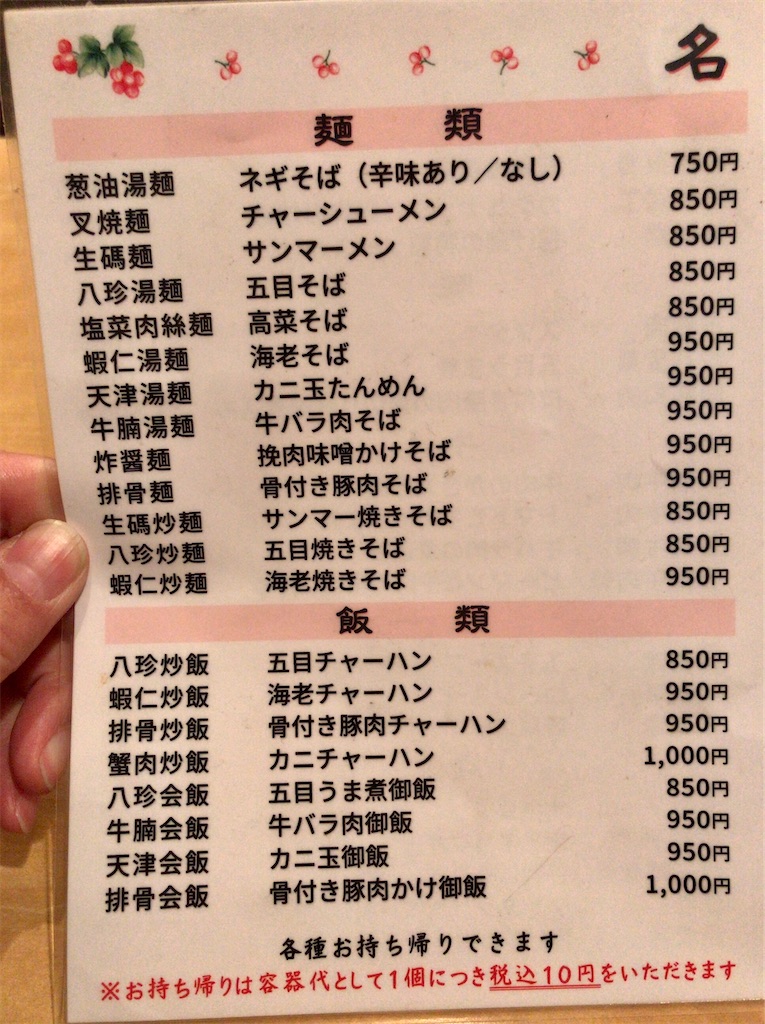 名
麺 類
葱油湯麺 ネギそば（辛味あり／なし） 750円
叉焼麺 チャーシューメン 850円
生碼麺 サンマーメン 850円
八珍湯麺 五目そば 850円
塩菜肉絲麺 高菜そば 850円
蝦仁湯麺 海老そば 950円
天津湯麺 カニ玉たんめん 950円
牛腩湯麺 牛バラ肉そば 950円
炸醤麺 挽肉味噌かけそば 950円
排骨麺 骨付き豚肉そば 950円
生碼炒麺 サンマー焼きそば 850円
八珍炒麺 五目焼きそば 850円
蝦仁炒麺 海老焼きそば 950円
飯 類
八珍炒飯 五目チャーハン 850円
蝦仁炒飯 海老チャーハン 950円
排骨炒飯 骨付き豚肉チャーハン 950円
蟹肉炒飯 カニチャーハン 1,000円
八珍会飯 五目うま煮御飯 850円
牛腩会飯 牛バラ肉御飯 950円
天津会飯 カニ玉御飯 950円
排骨会飯 骨付き豚肉かけ御飯 1,000円
各種お持ち帰りできます
※お持ち帰りは容器代として1個につき税込10円をいただきます